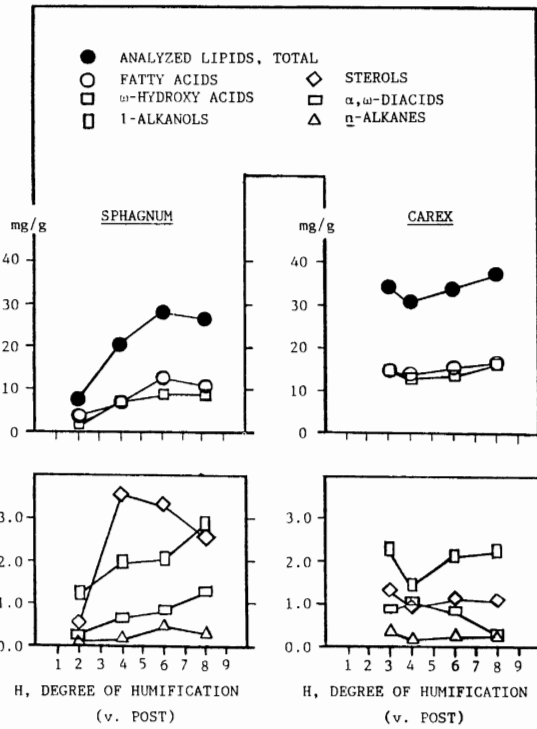 ANALYZED LIPIDS, TOTAL
FATTY ACIDS
STEROLS
ω-HYDROXY ACIDS
α,ω-DIACIDS
1-ALKANOLS
n-ALKANES
mg/g
SPHAGNUM
mg/g
CAREX
40
30
20
10
0
40
30
20
10
0
3.0
2.0
1.0
0.0
1 2 3 4 5 6 7 8 9
H, DEGREE OF HUMIFICATION
(v. POST)
3.0
2.0
1.0
0.0
1 2 3 4 5 6 7 8 9
H, DEGREE OF HUMIFICATION
(v. POST)